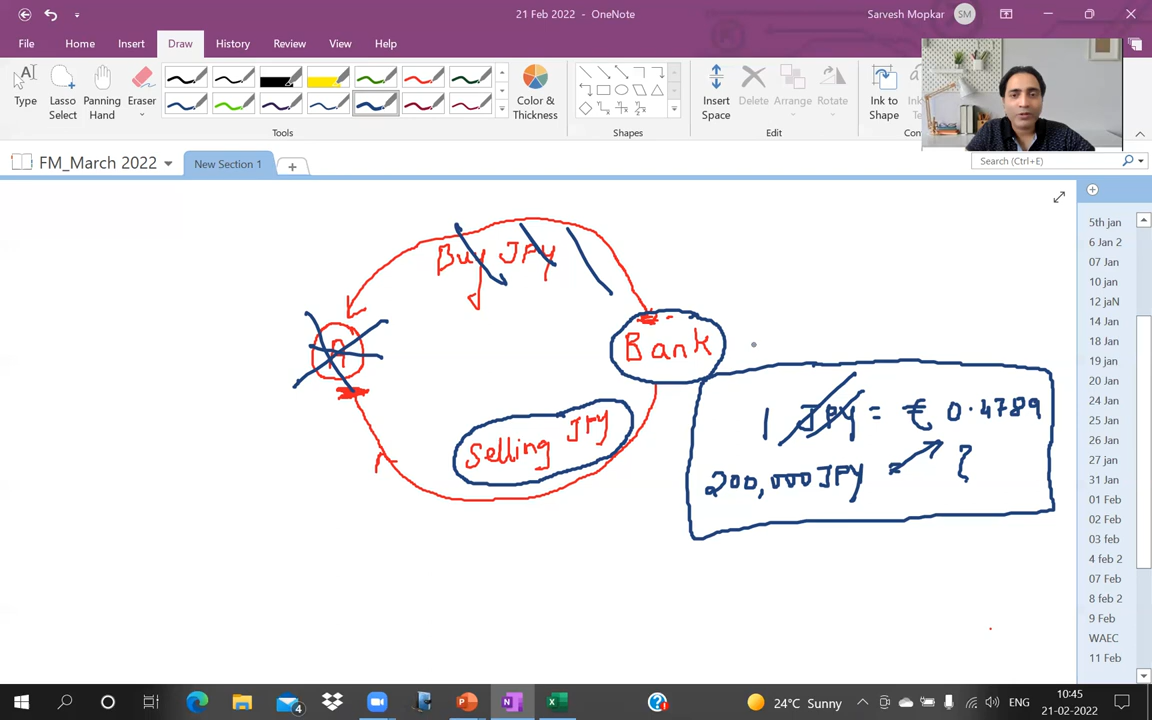 21 Feb 2022 - OneNote
Sarvesh Mopkar
SM
File Home Insert Draw History Review View Help
Type
Lasso Select
Panning Hand
Eraser
Color & Thickness
Insert Space
Delete
Arrange
Rotate
Ink to Shape
Tools
Shapes
Edit
FM_March 2022
New Section 1
Search (Ctrl+E)
Buy JPY
A
Bank
Selling JPY
1 JPY = € 0.4789
200,000 JPY = ?
5th jan
6 Jan 2
07 Jan
10 jan
12 jaN
14 Jan
18 Jan
19 jan
20 Jan
24 Jan
25 Jan
26 Jan
27 jan
31 Jan
01 Feb
02 Feb
03 feb
4 feb 2
07 Feb
8 feb 2
9 Feb
WAEC
11 Feb
4
24°C Sunny
ENG
10:45
21-02-2022